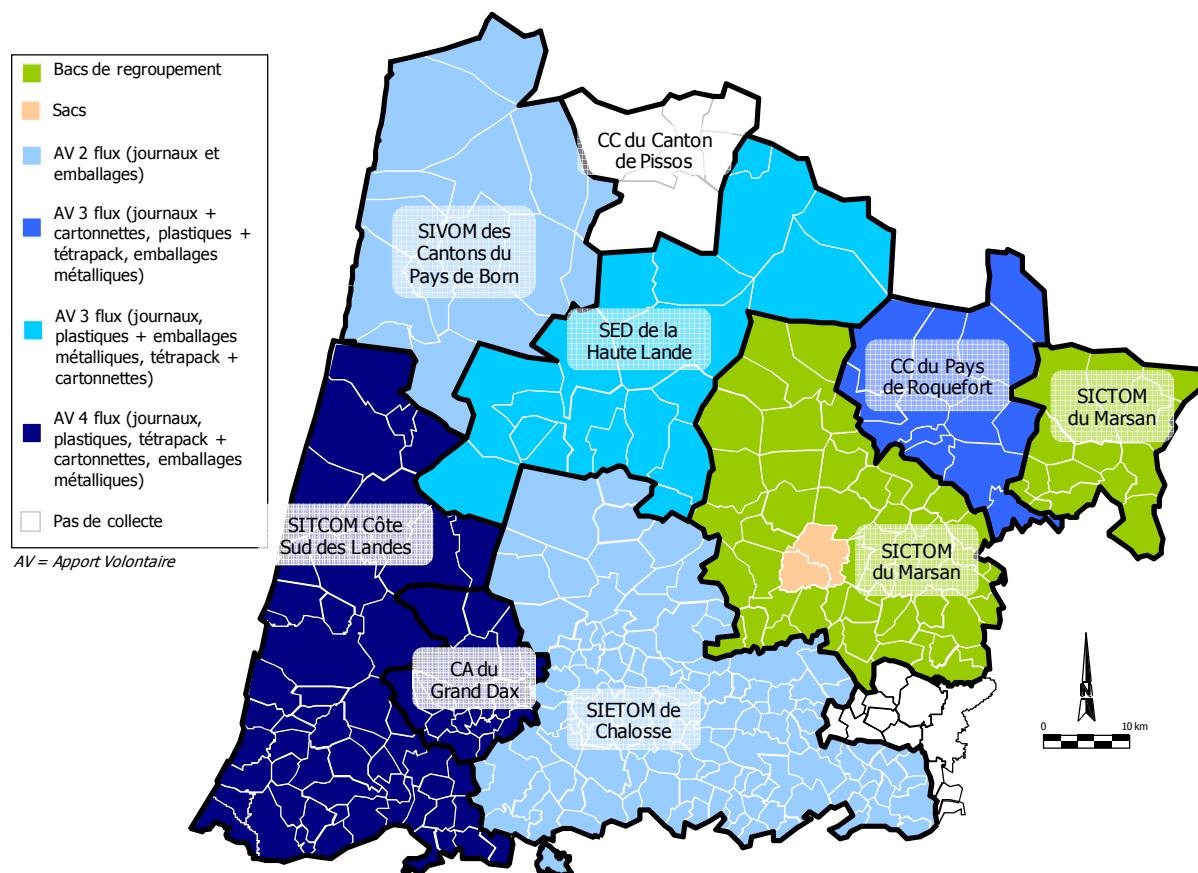 Bacs de regroupement
Sacs
AV 2 flux (journaux et
emballages)
AV 3 flux (journaux +
cartonnettes, plastiques +
tétrapack, emballages
métalliques)
AV 3 flux (journaux,
plastiques + emballages
métalliques, tétrapack +
cartonnettes)
AV 4 flux (journaux,
plastiques, tétrapack +
cartonnettes, emballages
métalliques)
Pas de collecte
AV = Apport Volontaire
CC du Canton
de Pissos
SIVOM des
Cantons du
Pays de Born
SED de la
Haute Lande
CC du Pays
de Roquefort
SICTOM
du Marsan
SITCOM Côte
Sud des Landes
SICTOM
du Marsan
CA du
Grand Dax
SIETOM de
Chalosse
N
0 10 km